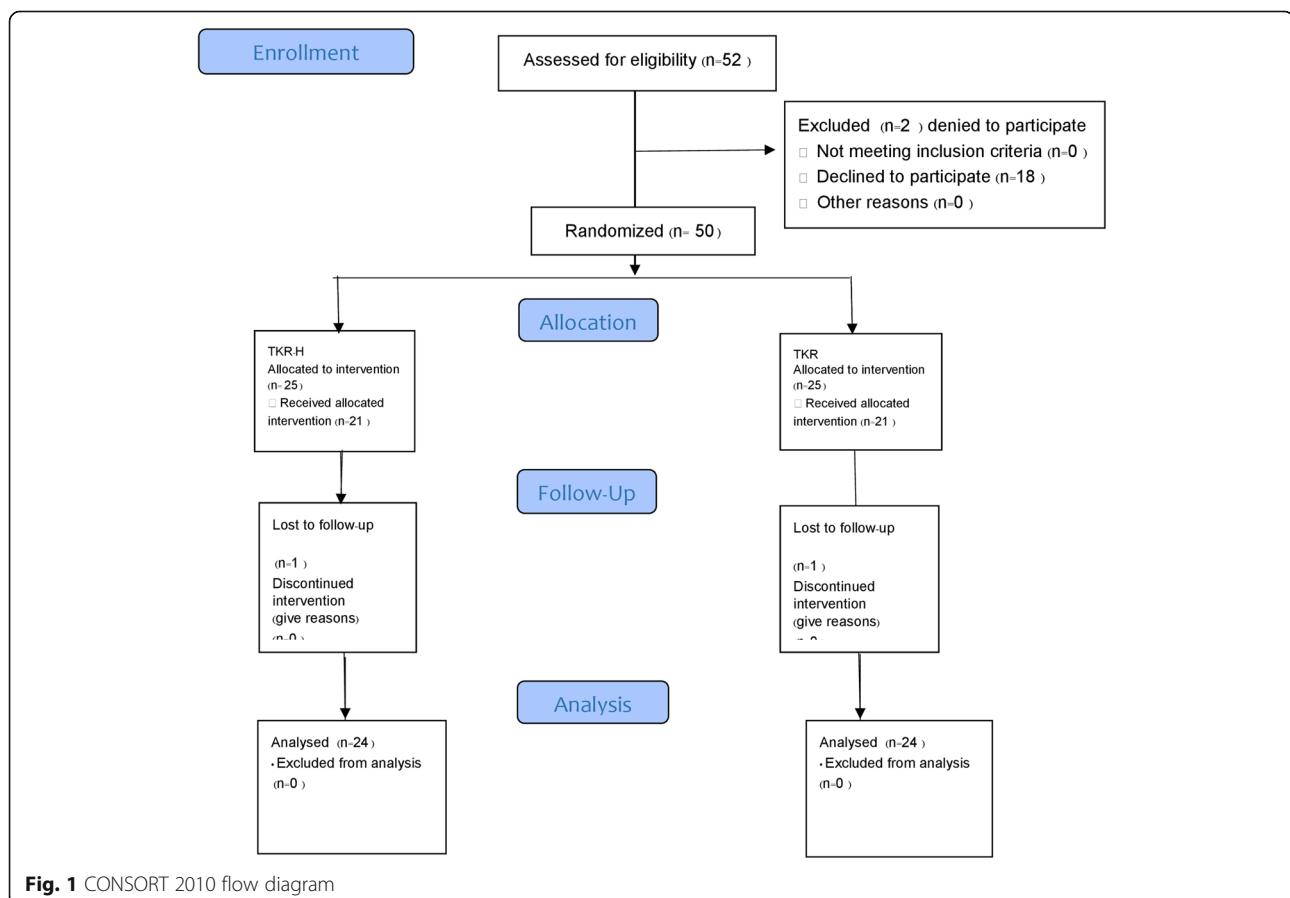 Enrollment
Assessed for eligibility (n=52 )
Excluded (n=2 ) denied to participate
□ Not meeting inclusion criteria (n=0 )
□ Declined to participate (n=18 )
□ Other reasons (n=0 )
Randomized (n= 50 )
Allocation
TKR-H
Allocated to intervention
(n= 25 )
□ Received allocated
intervention (n=21 )
TKR
Allocated to intervention
(n=25 )
□ Received allocated
intervention (n=21 )
Follow-Up
Lost to follow-up
(n=1 )
Discontinued
intervention
(give reasons)
(n=0 )
Lost to follow-up
(n=1 )
Discontinued
intervention
(give reasons)
Analysis
Analysed (n=24 )
• Excluded from analysis
(n=0 )
Analysed (n=24 )
• Excluded from analysis
(n=0 )
Fig. 1 CONSORT 2010 flow diagram